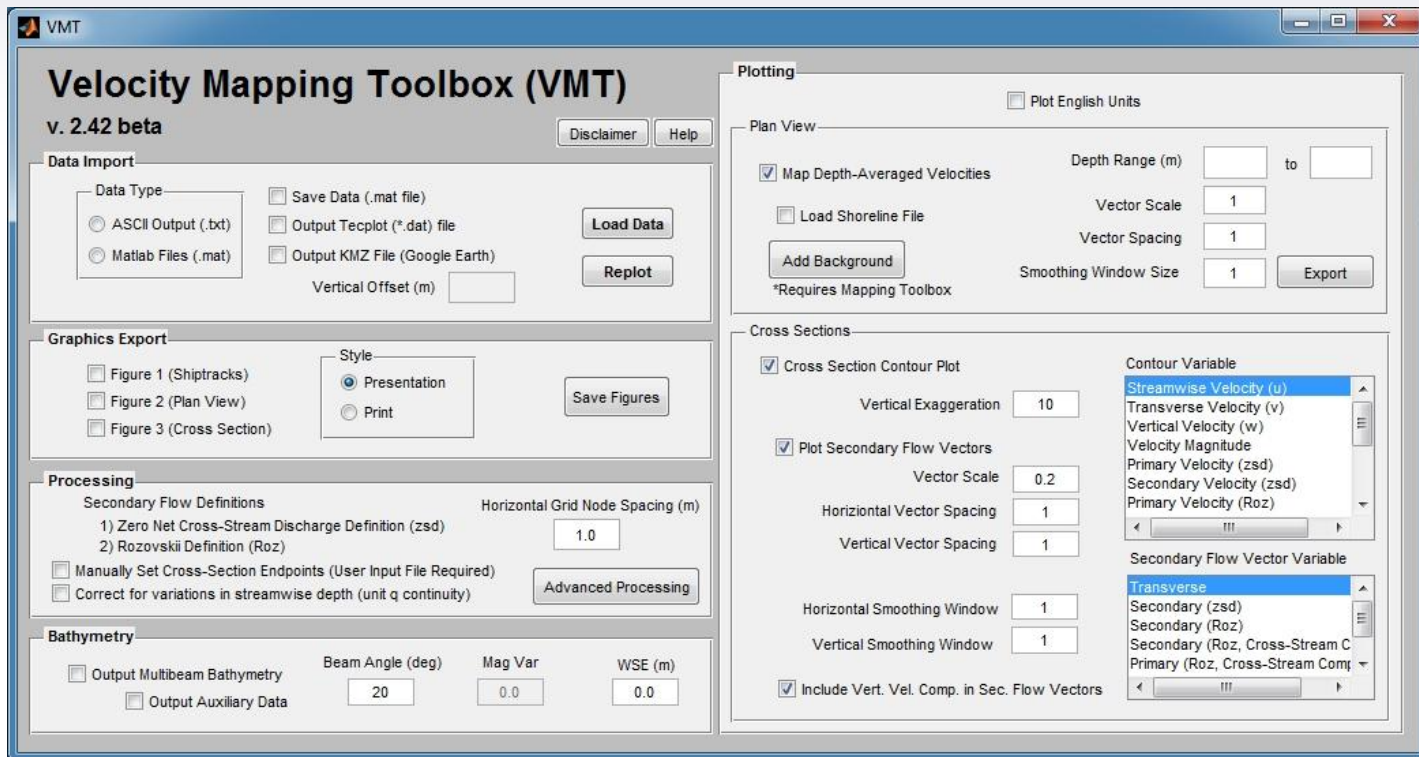 VMT
Velocity Mapping Toolbox (VMT)
v. 2.42 beta
Disclaimer
Help
Data Import
Data Type
ASCII Output (.txt)
Matlab Files (.mat)
Save Data (.mat file)
Output Tecplot (*.dat) file
Output KMZ File (Google Earth)
Vertical Offset (m)
Load Data
Replot
Graphics Export
Figure 1 (Shiptracks)
Figure 2 (Plan View)
Figure 3 (Cross Section)
Style
Presentation
Print
Save Figures
Processing
Secondary Flow Definitions
1) Zero Net Cross-Stream Discharge Definition (zsd)
2) Rozovskii Definition (Roz)
Horizontal Grid Node Spacing (m)
1.0
Manually Set Cross-Section Endpoints (User Input File Required)
Correct for variations in streamwise depth (unit q continuity)
Advanced Processing
Bathymetry
Output Multibeam Bathymetry
Output Auxiliary Data
Beam Angle (deg)
20
Mag Var
0.0
WSE (m)
0.0
Plotting
Plot English Units
Plan View
Map Depth-Averaged Velocities
Load Shoreline File
Add Background
*Requires Mapping Toolbox
Depth Range (m)
to
Vector Scale
1
Vector Spacing
1
Smoothing Window Size
1
Export
Cross Sections
Cross Section Contour Plot
Vertical Exaggeration
10
Plot Secondary Flow Vectors
Vector Scale
0.2
Horiziontal Vector Spacing
1
Vertical Vector Spacing
1
Horizontal Smoothing Window
1
Vertical Smoothing Window
1
Include Vert. Vel. Comp. in Sec. Flow Vectors
Contour Variable
Streamwise Velocity (u)
Transverse Velocity (v)
Vertical Velocity (w)
Velocity Magnitude
Primary Velocity (zsd)
Secondary Velocity (zsd)
Primary Velocity (Roz)
Secondary Flow Vector Variable
Transverse
Secondary (zsd)
Secondary (Roz)
Secondary (Roz, Cross-Stream C
Primary (Roz, Cross-Stream Comp